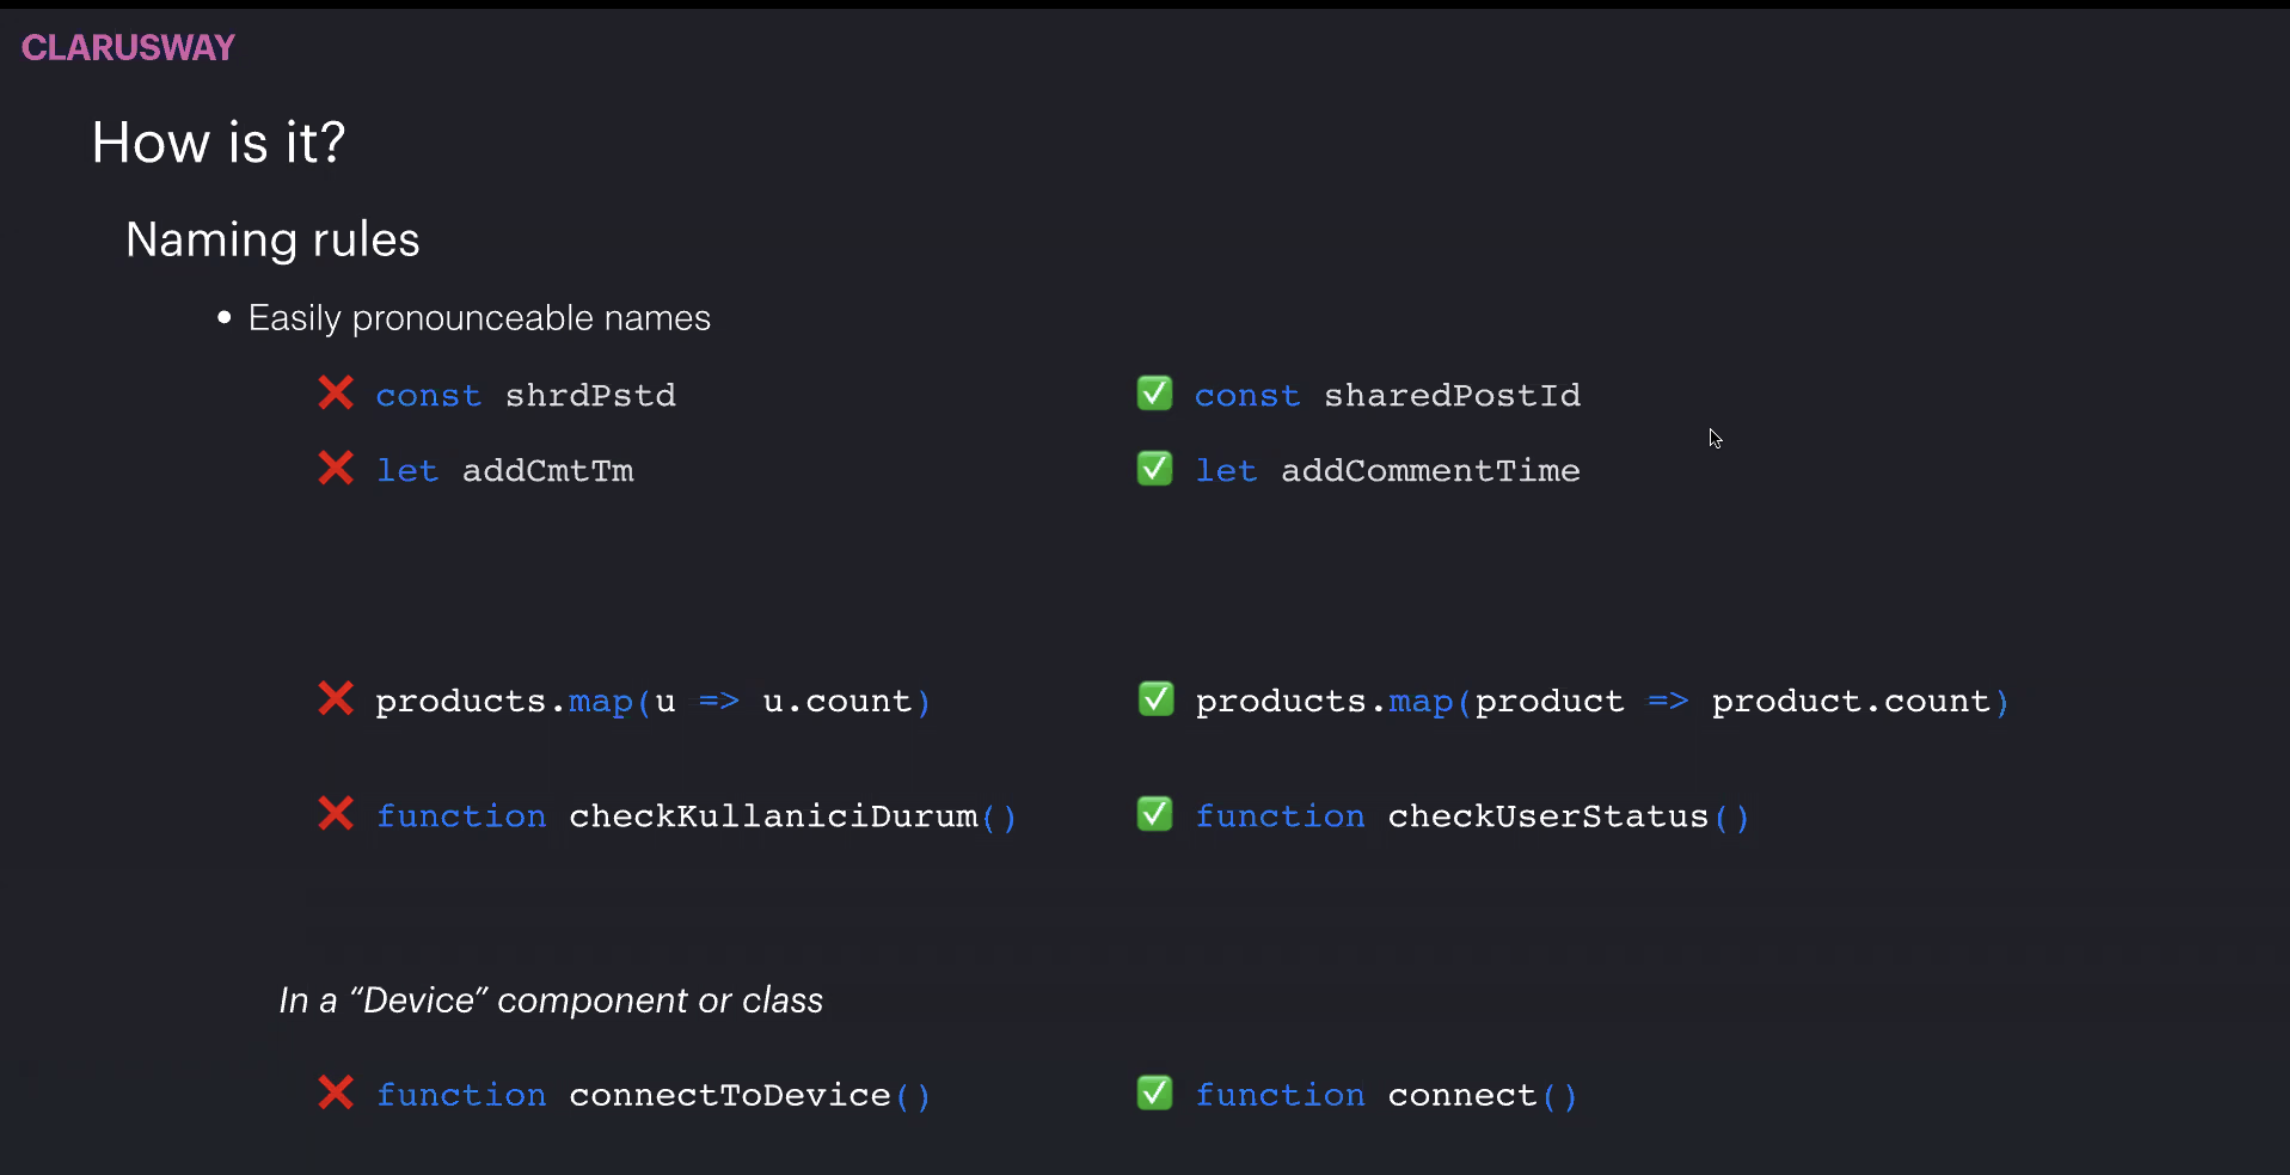 CLARUSWAY
How is it?
Naming rules
• Easily pronounceable names
❌ const shrdPstd ✅ const sharedPostId
❌ let addCmtTm ✅ let addCommentTime
❌ products.map(u => u.count) ✅ products.map(product => product.count)
❌ function checkKullaniciDurum() ✅ function checkUserStatus()
In a “Device” component or class
❌ function connectToDevice() ✅ function connect()